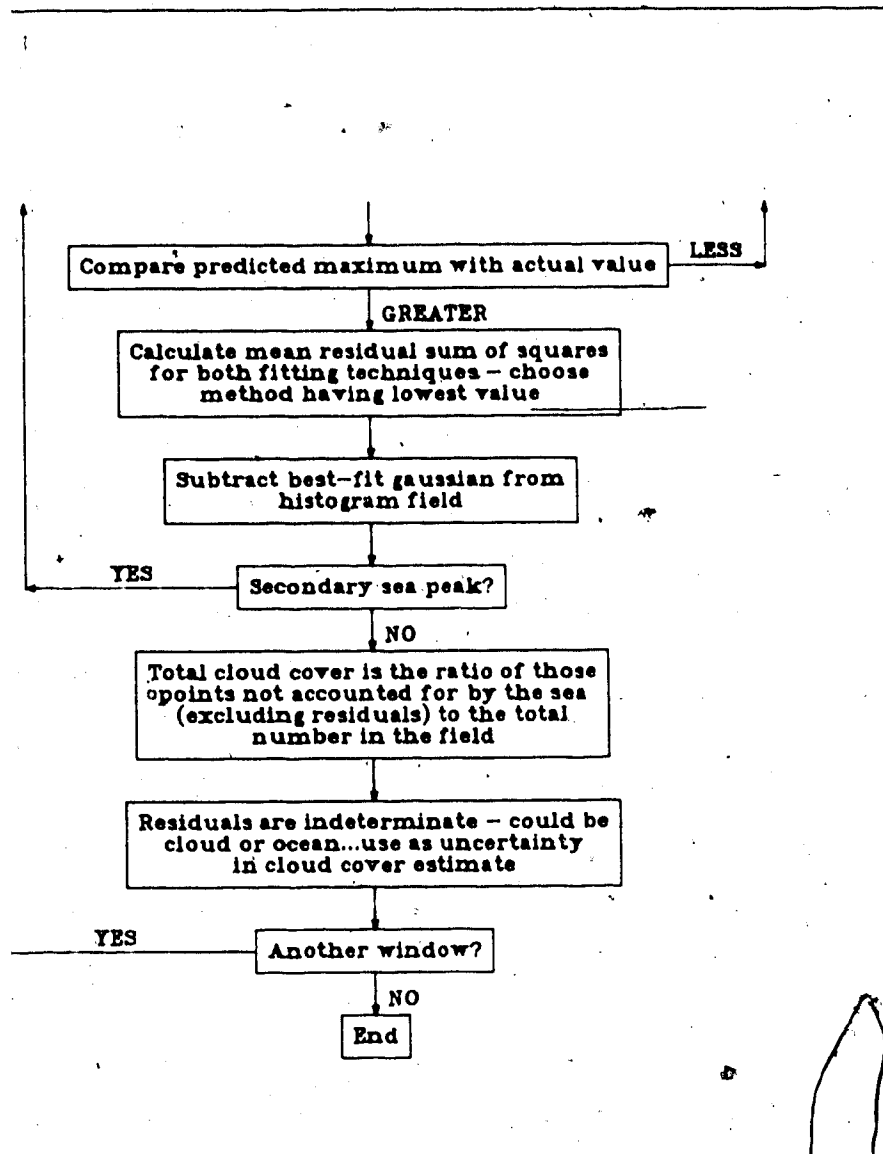 Compare predicted maximum with actual value
LESS
GREATER
Calculate mean residual sum of squares
for both fitting techniques – choose
method having lowest value
Subtract best-fit gaussian from
histogram field
YES
Secondary sea peak?
NO
Total cloud cover is the ratio of those
points not accounted for by the sea
(excluding residuals) to the total
number in the field
Residuals are indeterminate – could be
cloud or ocean...use as uncertainty
in cloud cover estimate
YES
Another window?
NO
End